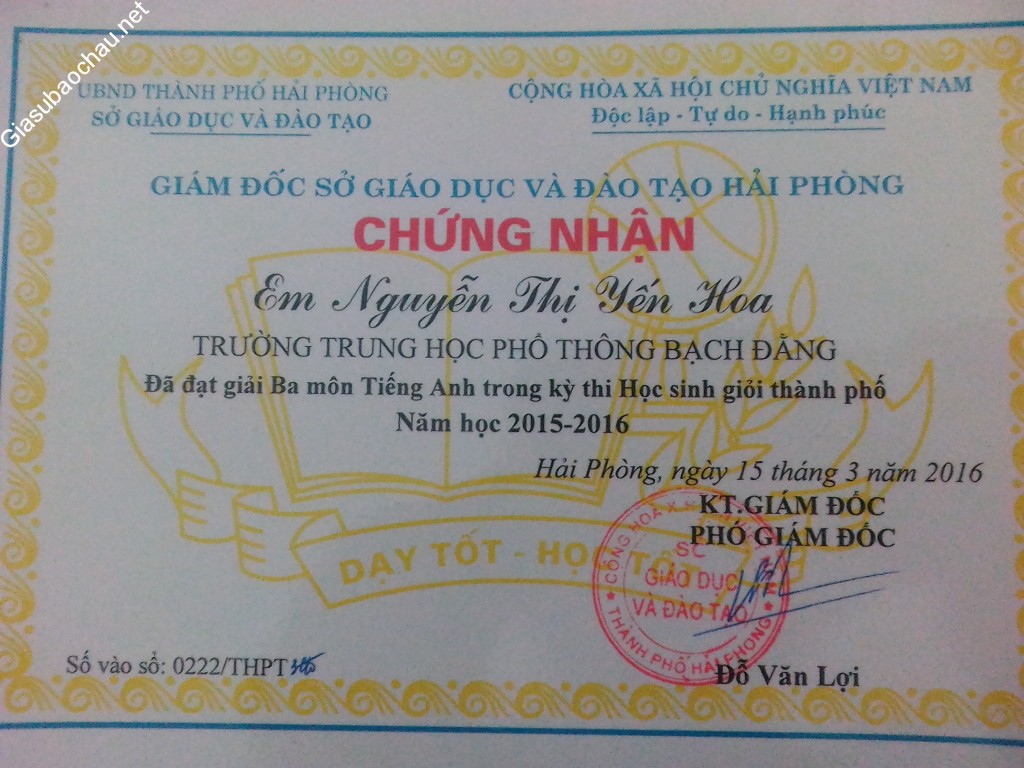 Giasubaochau.net
UBND THÀNH PHỐ HẢI PHÒNG
SỞ GIÁO DỤC VÀ ĐÀO TẠO
CỘNG HÒA XÃ HỘI CHỦ NGHĨA VIỆT NAM
Độc lập - Tự do - Hạnh phúc
GIÁM ĐỐC SỞ GIÁO DỤC VÀ ĐÀO TẠO HẢI PHÒNG
CHỨNG NHẬN
Em Nguyễn Thị Yến Hoa
TRƯỜNG TRUNG HỌC PHỔ THÔNG BẠCH ĐẰNG
Đã đạt giải Ba môn Tiếng Anh trong kỳ thi Học sinh giỏi thành phố
Năm học 2015-2016
Hải Phòng, ngày 15 tháng 3 năm 2016
KT.GIÁM ĐỐC
PHÓ GIÁM ĐỐC
DẠY TỐT - HỌC TỐT
CỘNG HÒA X
GIÁO DỤC
VÀ ĐÀO TẠO
THÀNH PHỐ HẢI PHÒNG
Số vào sổ: 0222/THPT
Đỗ Văn Lợi